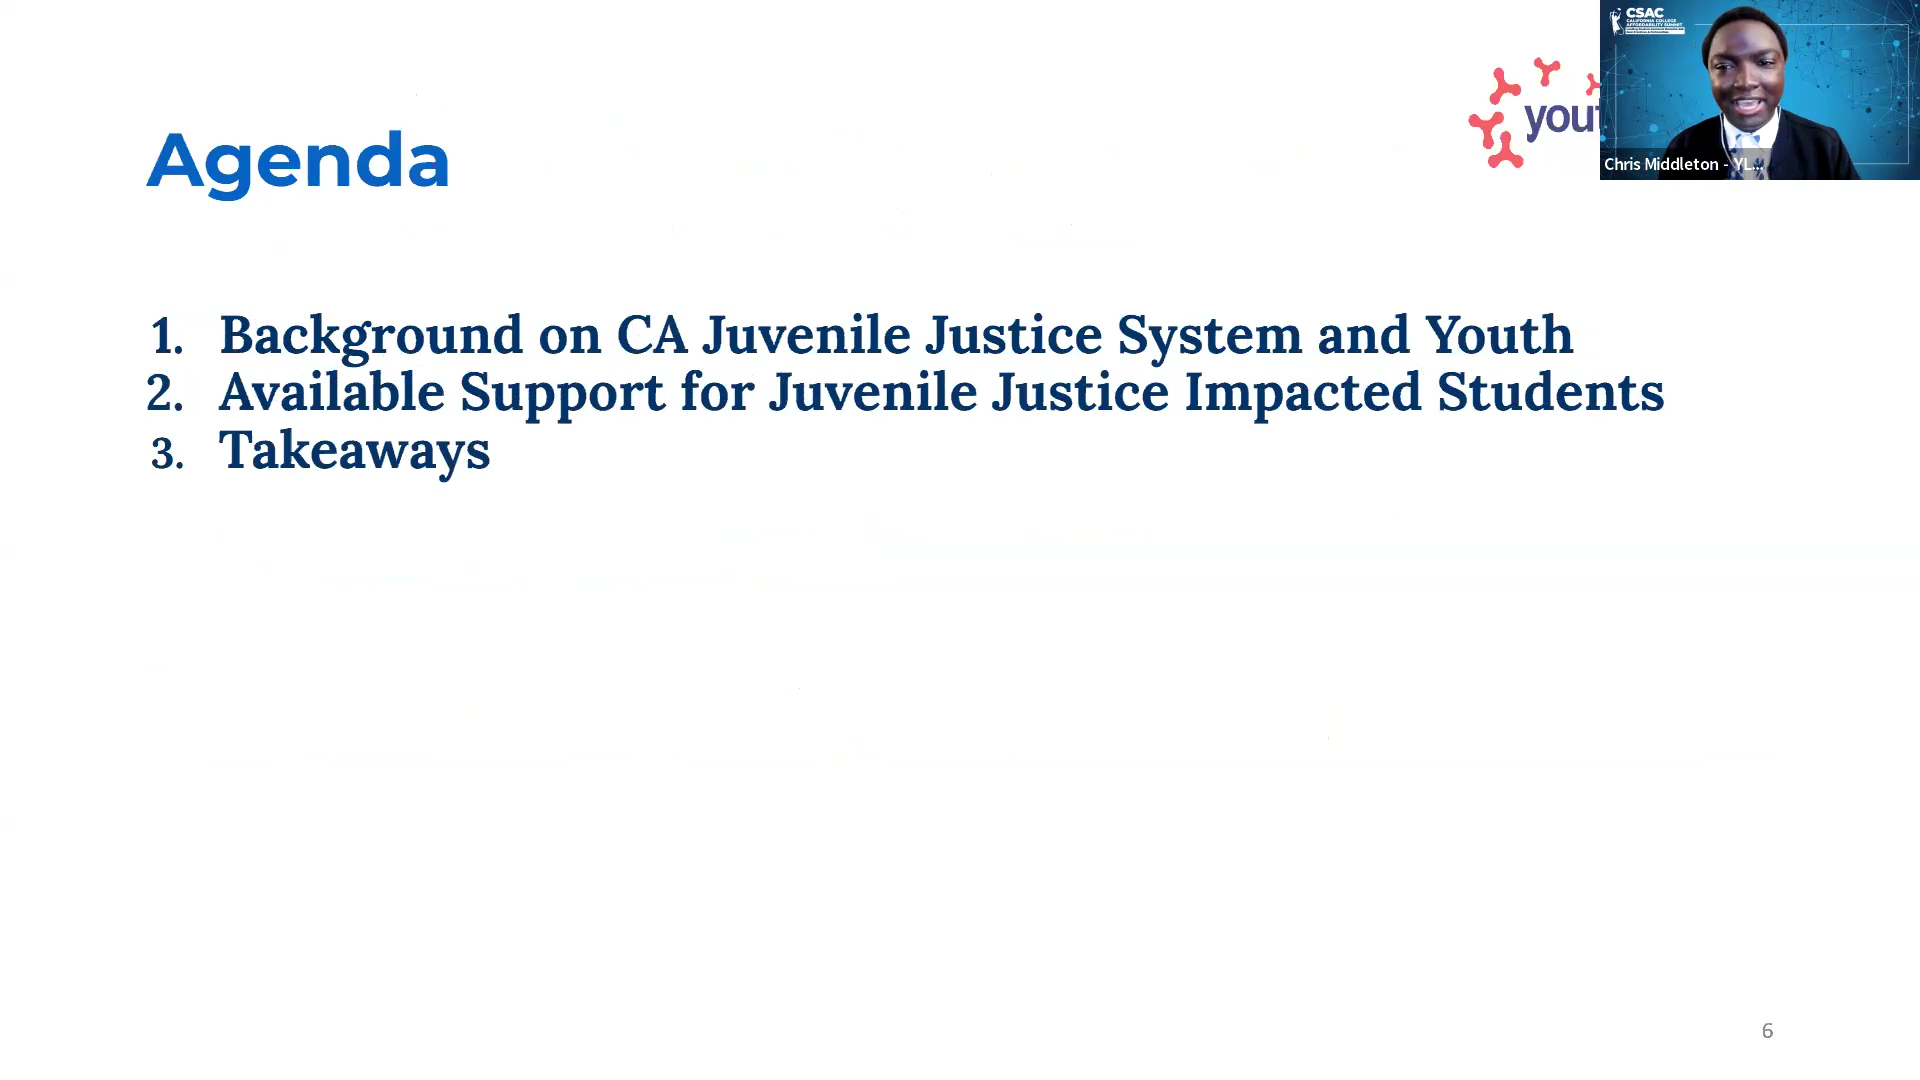 CSAC
CALIFORNIA COLLEGE
AFFORDABILITY SUMMIT
Agenda
Chris Middleton - YL...
1. Background on CA Juvenile Justice System and Youth
2. Available Support for Juvenile Justice Impacted Students
3. Takeaways
6